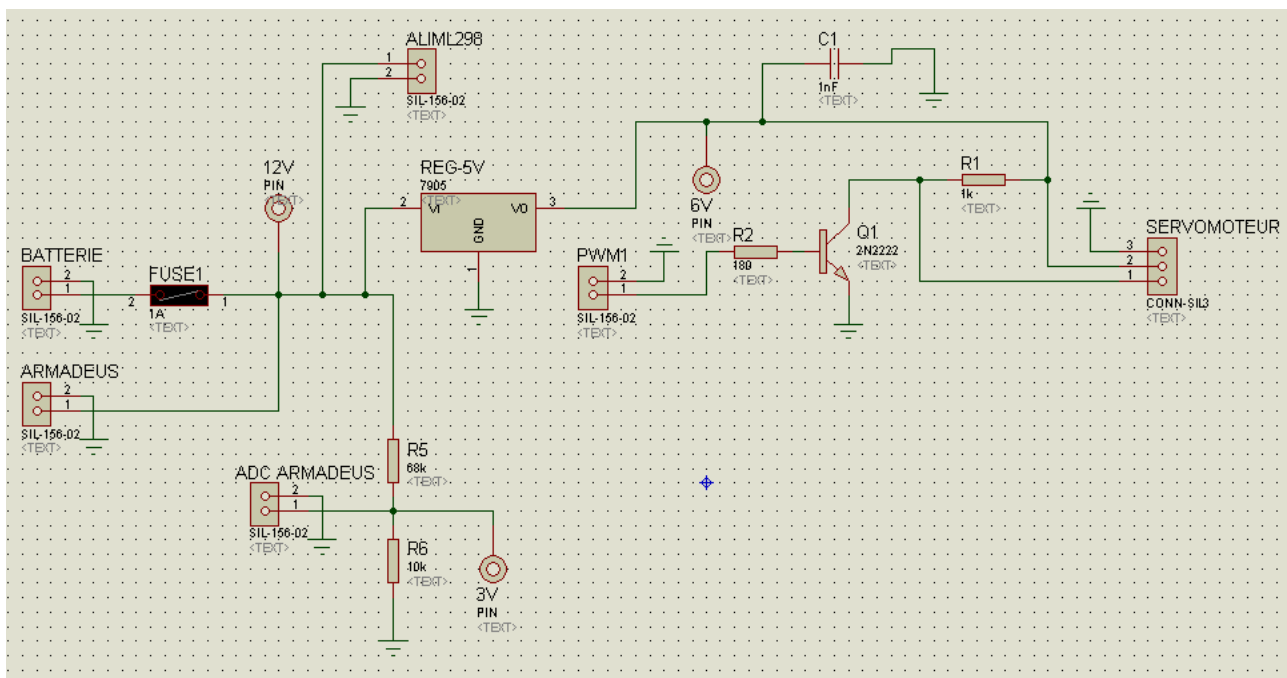 ALIML298
1
2
SIL-156-02
<TEXT>
C1
1nF
<TEXT>
12V
PIN
<TEXT>
REG-5V
7905
<TEXT>
2
VI
VO
3
GND
1
6V
PIN
<TEXT>
R1
1k
<TEXT>
BATTERIE
2
1
SIL-156-02
<TEXT>
FUSE1
2
1
1A
<TEXT>
PWM1
2
1
SIL-156-02
<TEXT>
R2
180
<TEXT>
Q1
2N2222
<TEXT>
SERVOMOTEUR
3
2
1
CONN-SIL3
<TEXT>
ARMADEUS
2
1
SIL-156-02
<TEXT>
R5
68k
<TEXT>
ADC ARMADEUS
2
1
SIL-156-02
<TEXT>
R6
10k
<TEXT>
3V
PIN
<TEXT>